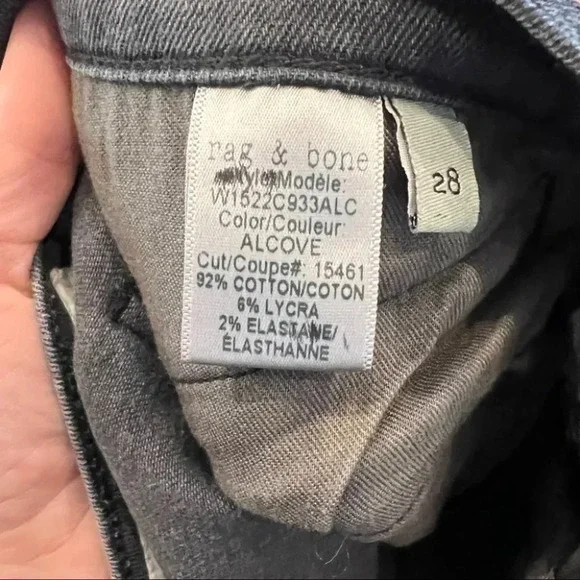 rag & bone
Style/Modèle:
W1522C933ALC
Color/Couleur:
ALCOVE
Cut/Coupe#: 15461
92% COTTON/COTON
6% LYCRA
2% ELASTANE/
ÉLASTHANNE
28